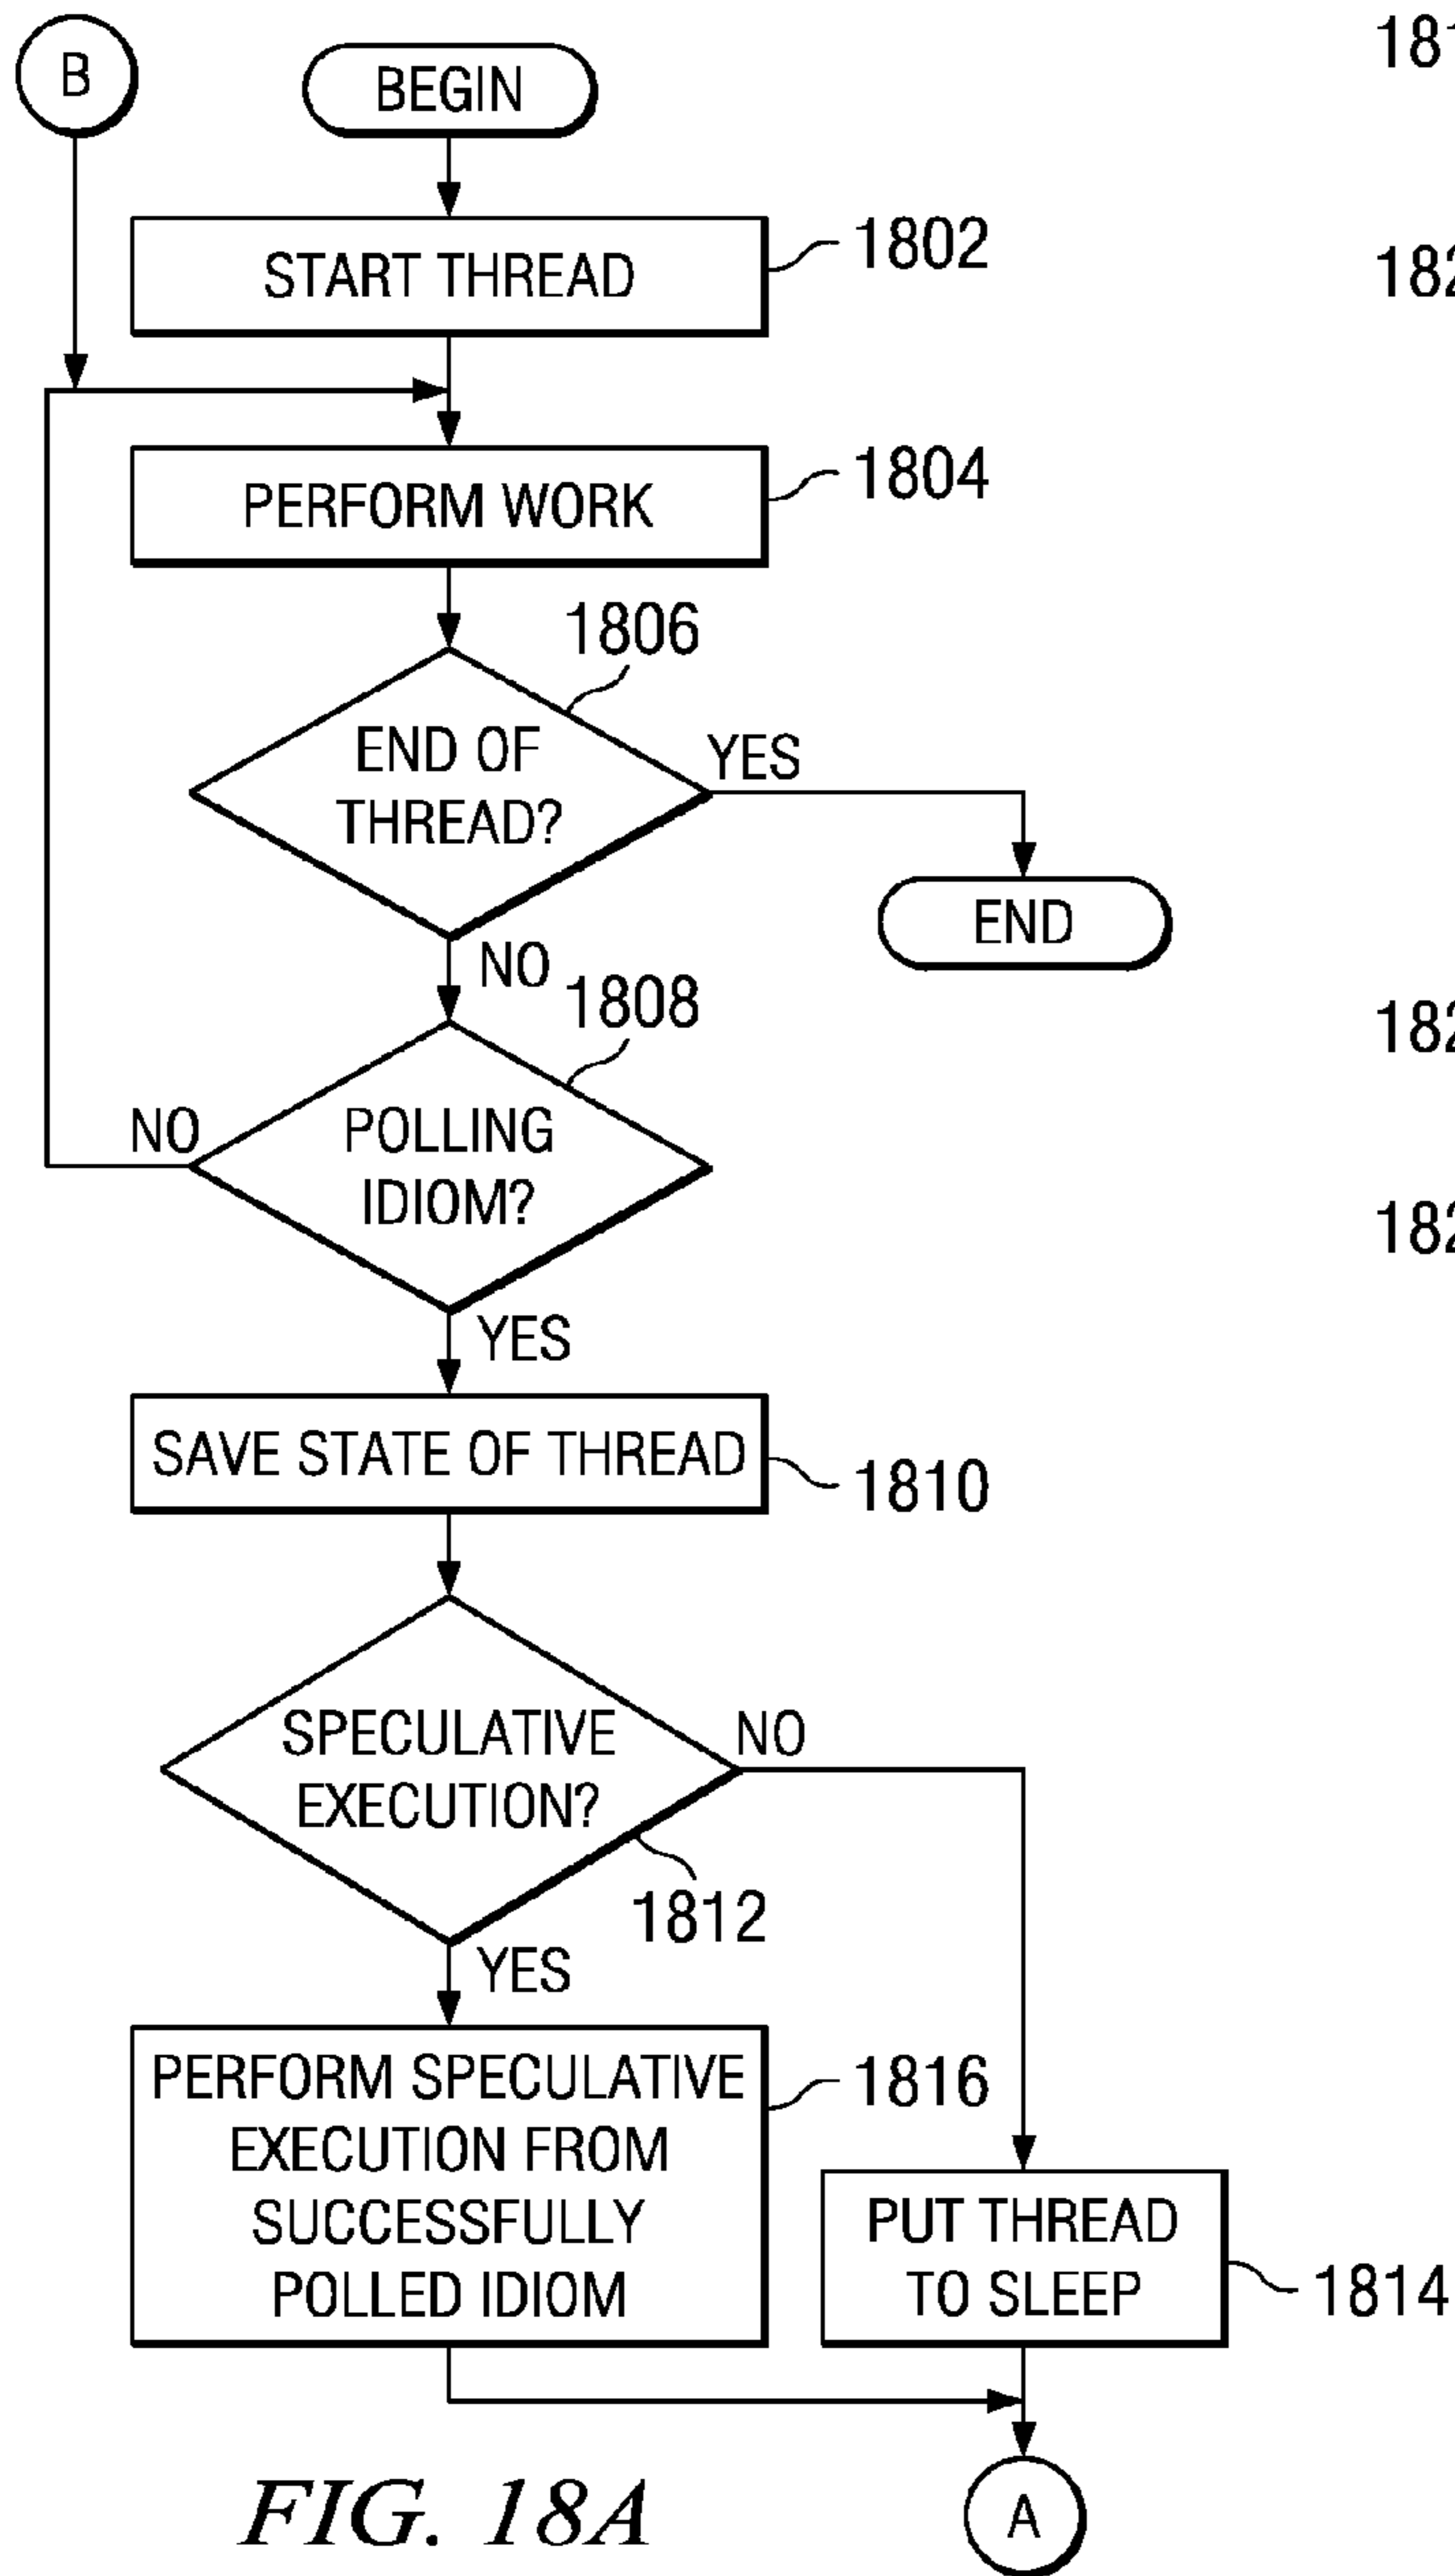 B
BEGIN
START THREAD
1802
PERFORM WORK
1804
1806
END OF
THREAD?
YES
END
NO
1808
POLLING
IDIOM?
NO
YES
SAVE STATE OF THREAD
1810
SPECULATIVE
EXECUTION?
NO
1812
YES
PERFORM SPECULATIVE
EXECUTION FROM
SUCCESSFULLY
POLLED IDIOM
1816
PUT THREAD
TO SLEEP
1814
A
FIG. 18A